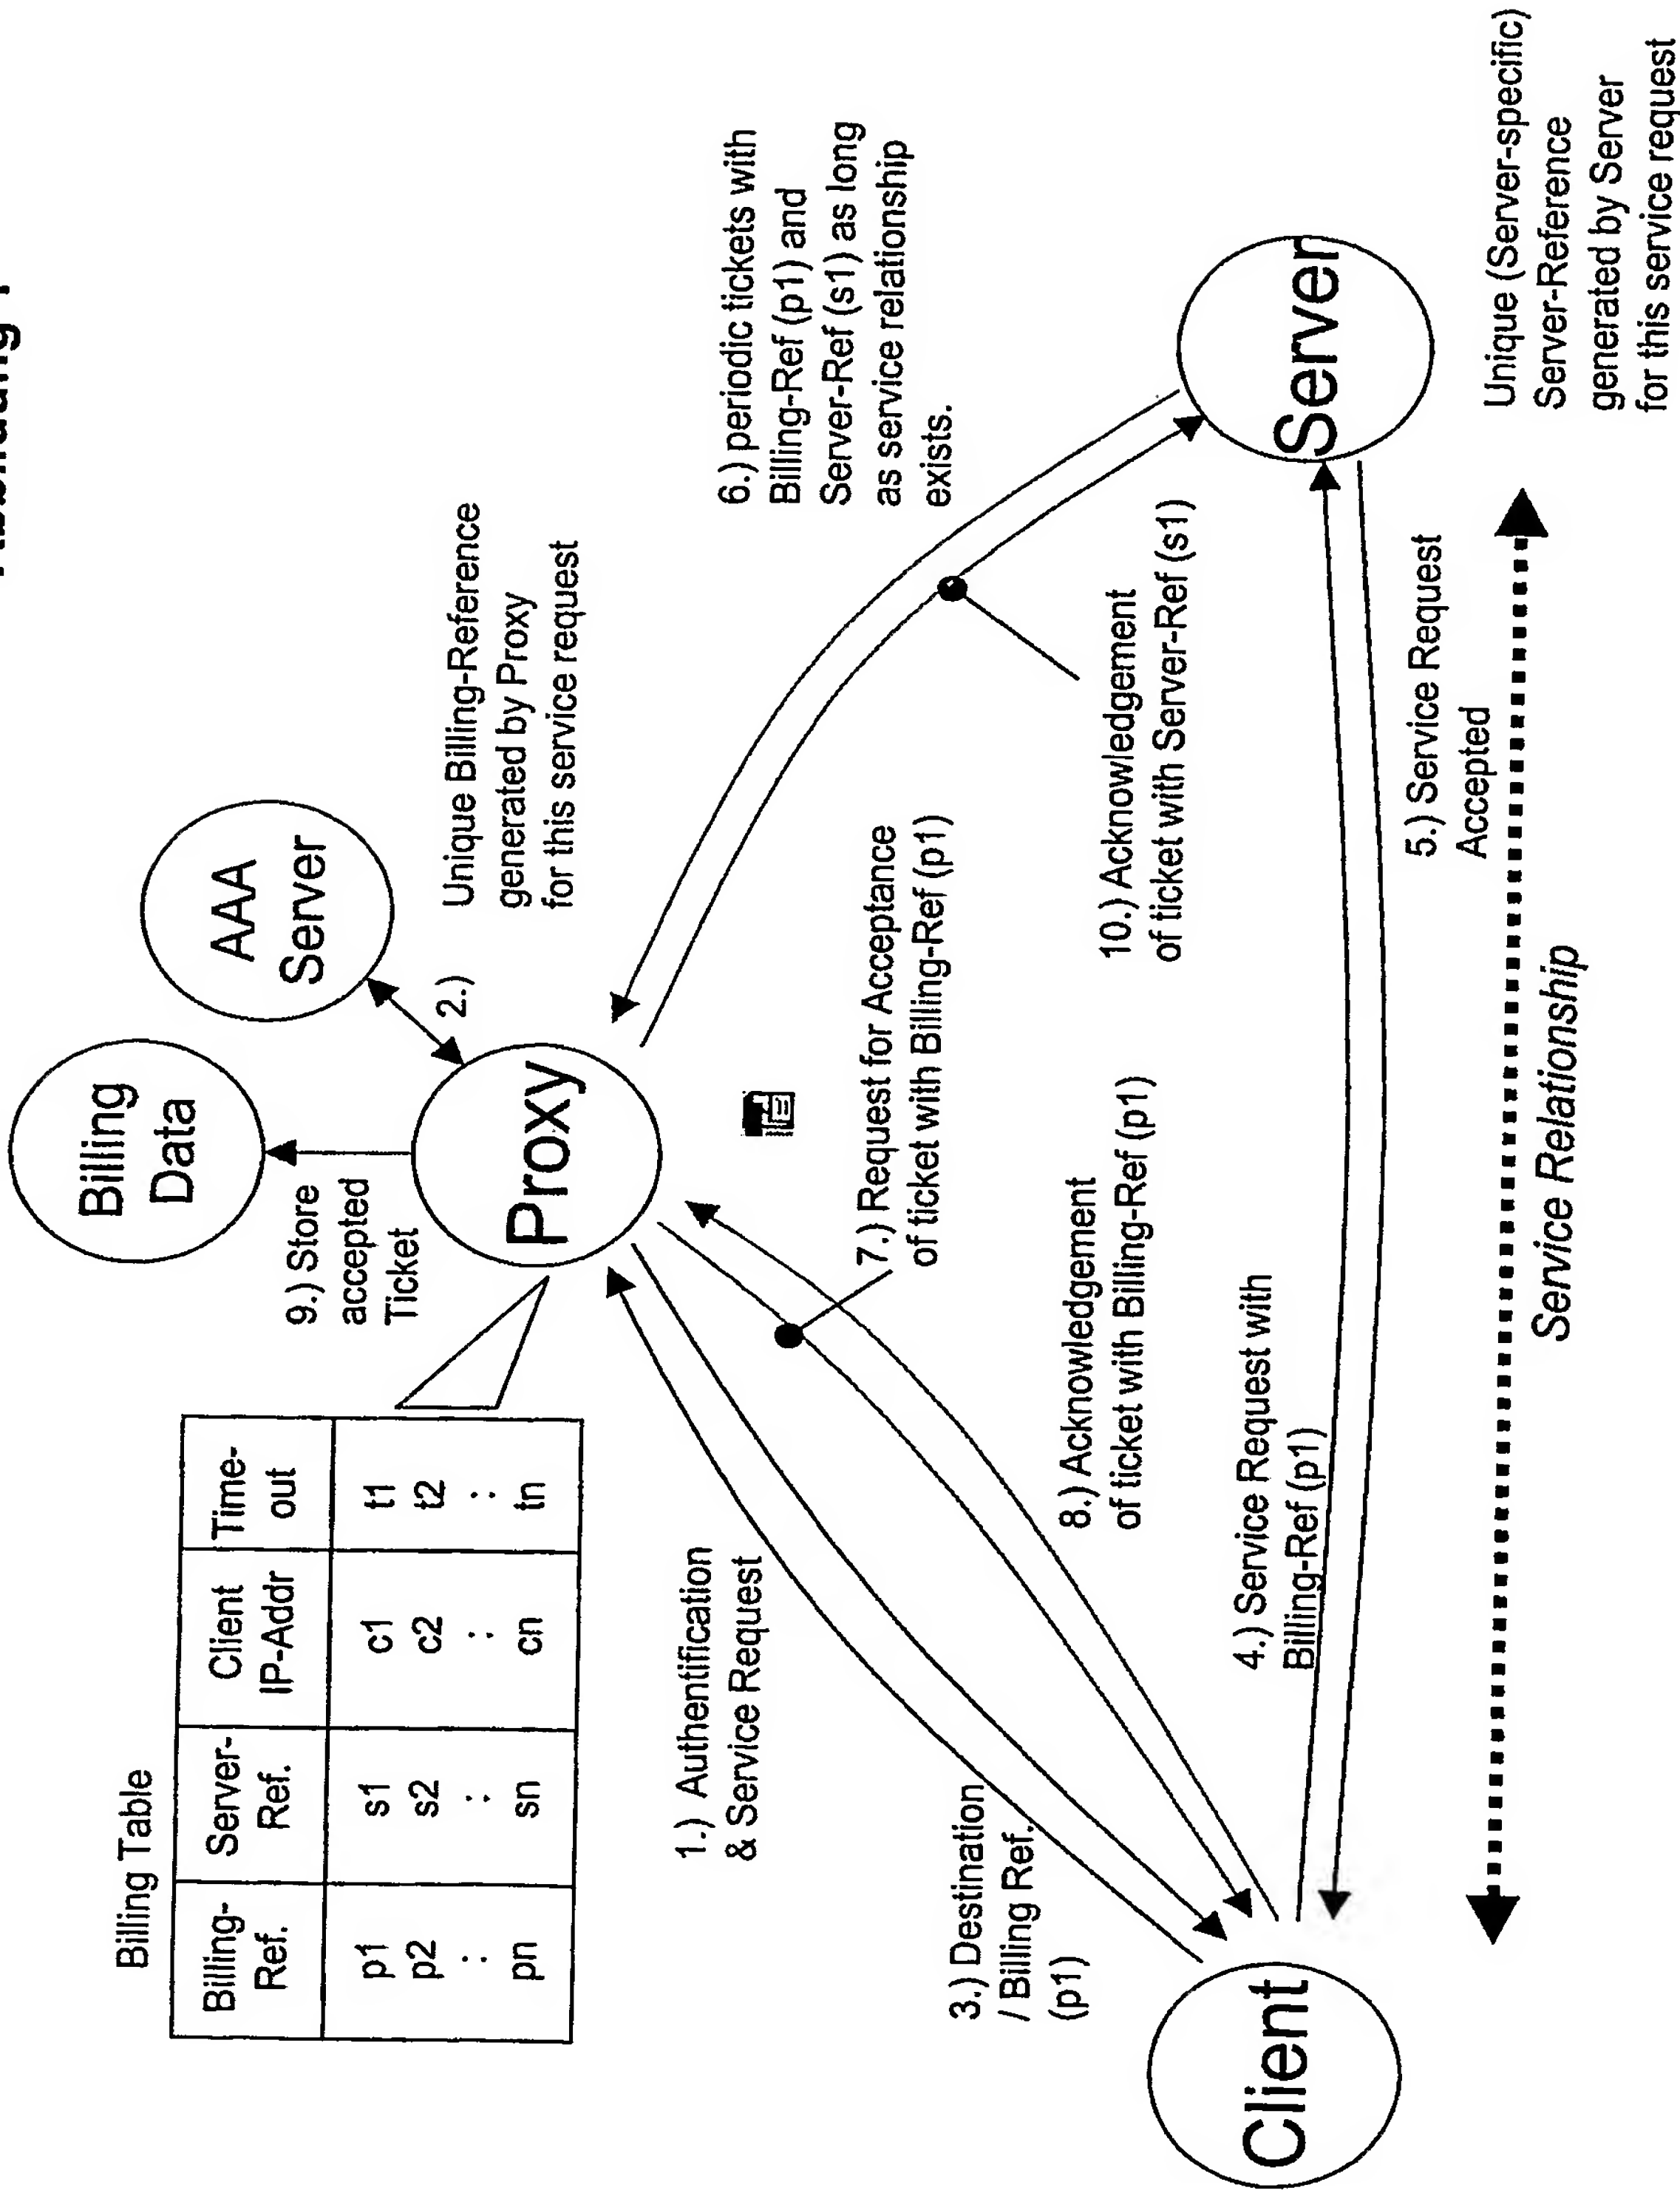 Billing Table
Billing-
Ref.
Server-
Ref.
Client
IP-Addr
Time-
out
p1
s1
c1
t1
p2
s2
c2
t2
:
:
:
:
pn
sn
cn
tn
Billing
Data
AAA
Server
9.) Store
accepted
Ticket
2.)
Proxy
Unique Billing-Reference
generated by Proxy
for this service request
1.) Authentification
& Service Request
6.) periodic tickets with
Billing-Ref (p1) and
Server-Ref (s1) as long
as service relationship
exists.
7.) Request for Acceptance
of ticket with Billing-Ref (p1)
3.) Destination
/ Billing Ref.
(p1)
8.) Acknowledgement
of ticket with Billing-Ref (p1)
10.) Acknowledgement
of ticket with Server-Ref (s1)
Client
Server
4.) Service Request with
Billing-Ref (p1)
5.) Service Request
Accepted
Unique (Server-specific)
Server-Reference
generated by Server
for this service request
Service Relationship